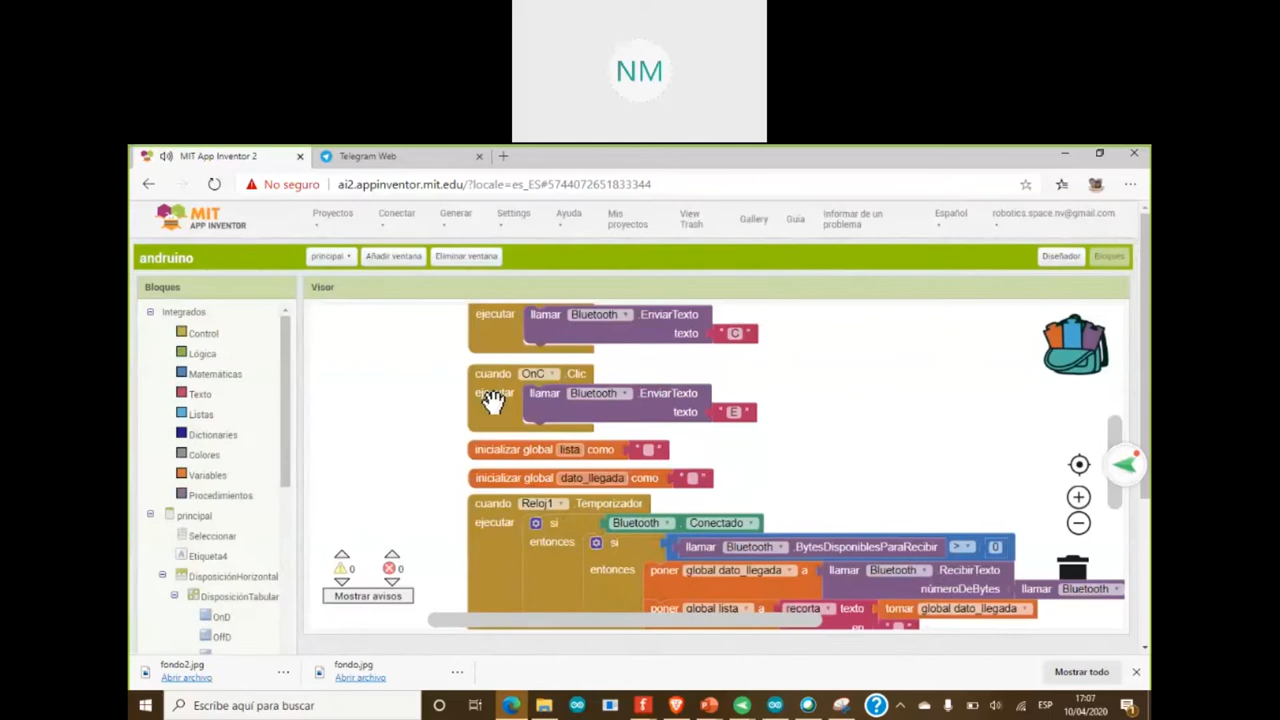 NM
MIT App Inventor 2
Telegram Web
No seguro
ai2.appinventor.mit.edu/?locale=es_ES#5744072651833344
MIT
APP INVENTOR
Proyectos
Conectar
Generar
Settings
Ayuda
Mis proyectos
View Trash
Gallery
Guía
Informar de un problema
Español
robotics.space.nv@gmail.com
andruino
principal
Añadir ventana
Eliminar ventana
Diseñador
Bloques
Bloques
Visor
Integrados
Control
Lógica
Matemáticas
Texto
Listas
Dictionaries
Colores
Variables
Procedimientos
principal
Seleccionar
Etiqueta4
DisposiciónHorizontal
DisposiciónTabular
OnD
OffD
ejecutar llamar Bluetooth .EnviarTexto
texto " C "
cuando OnC .Clic
ejecutar llamar Bluetooth .EnviarTexto
texto " E "
inicializar global lista como " "
inicializar global dato_llegada como " "
cuando Reloj1 .Temporizador
ejecutar si Bluetooth . Conectado
entonces si llamar Bluetooth .BytesDisponiblesParaRecibir > 0
entonces poner global dato_llegada a llamar Bluetooth .RecibirTexto
númeroDeBytes llamar Bluetooth
poner global lista a recorta texto tomar global dato_llegada
en " "
0 0
Mostrar avisos
fondo2.jpg
Abrir archivo
fondo.jpg
Abrir archivo
Mostrar todo
Escribe aquí para buscar
ESP
17:07
10/04/2020